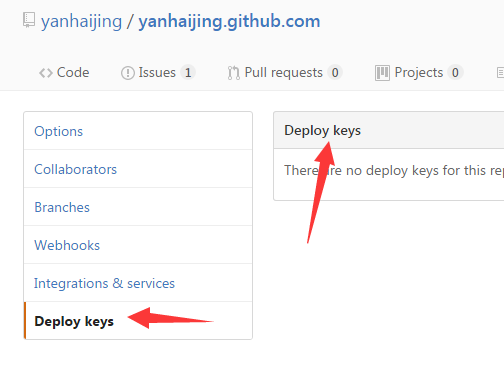 yanhaijing / yanhaijing.github.com
Code Issues 1 Pull requests 0 Projects 0
Options
Collaborators
Branches
Webhooks
Integrations & services
Deploy keys
Deploy keys
There are no deploy keys for this rep